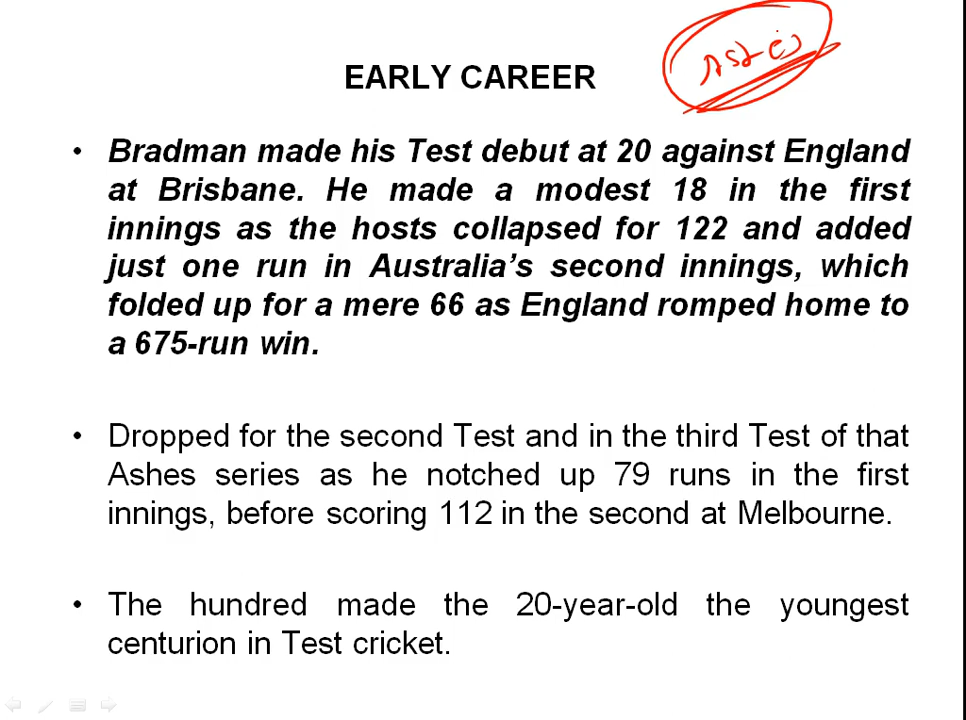 EARLY CAREER
• Bradman made his Test debut at 20 against England
at Brisbane. He made a modest 18 in the first
innings as the hosts collapsed for 122 and added
just one run in Australia’s second innings, which
folded up for a mere 66 as England romped home to
a 675-run win.
• Dropped for the second Test and in the third Test of that
Ashes series as he notched up 79 runs in the first
innings, before scoring 112 in the second at Melbourne.
• The hundred made the 20-year-old the youngest
centurion in Test cricket.